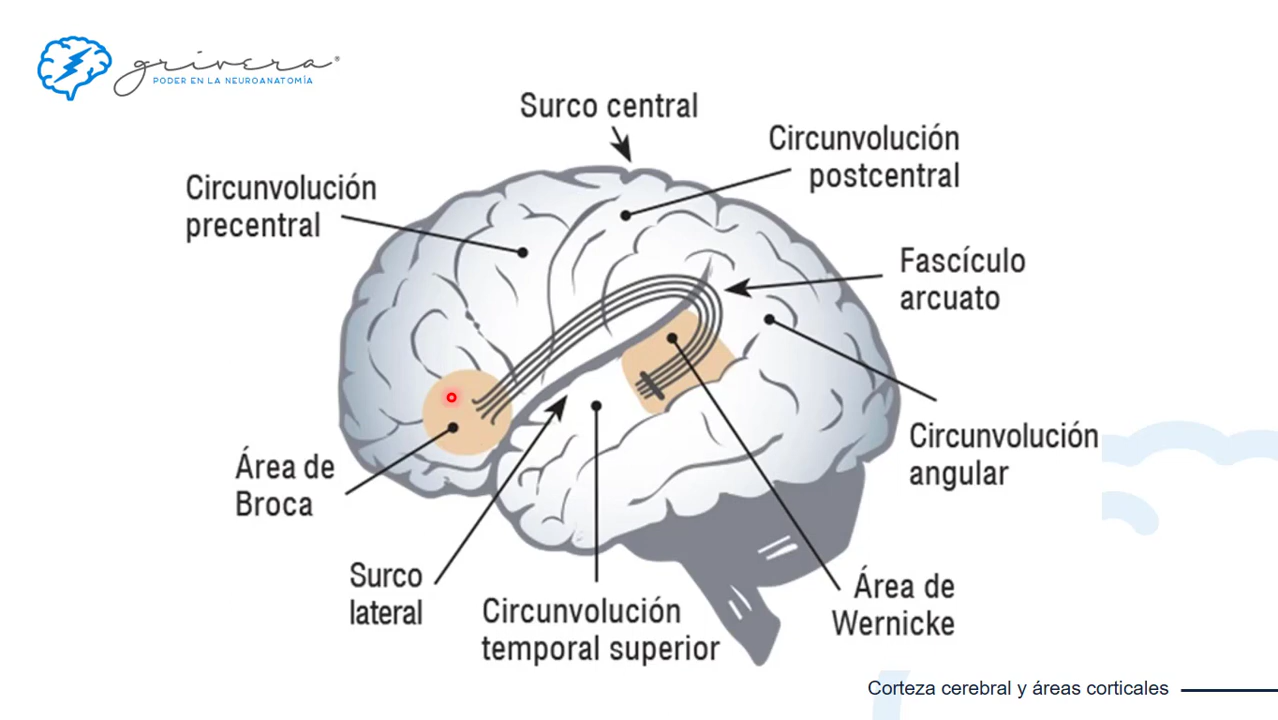 grivera®
PODER EN LA NEUROANATOMÍA
Surco central
Circunvolución
postcentral
Circunvolución
precentral
Fascículo
arcuato
Circunvolución
angular
Área de
Broca
Surco
lateral
Circunvolución
temporal superior
Área de
Wernicke
Corteza cerebral y áreas corticales